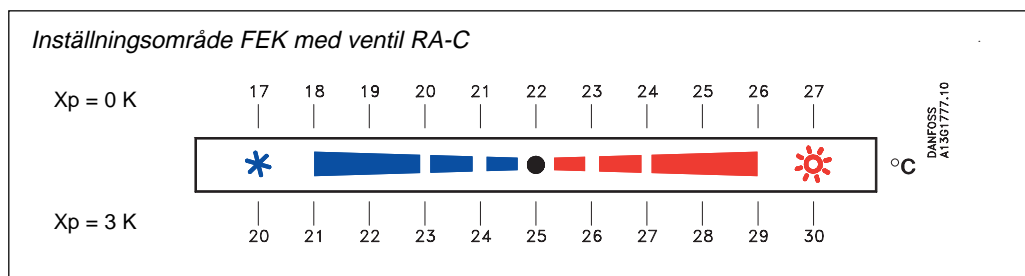 Inställningsområde FEK med ventil RA-C
Xp = 0 K 17 18 19 20 21 22 23 24 25 26 27
°C
Xp = 3 K 20 21 22 23 24 25 26 27 28 29 30
DANFOSS
A13G1777.10